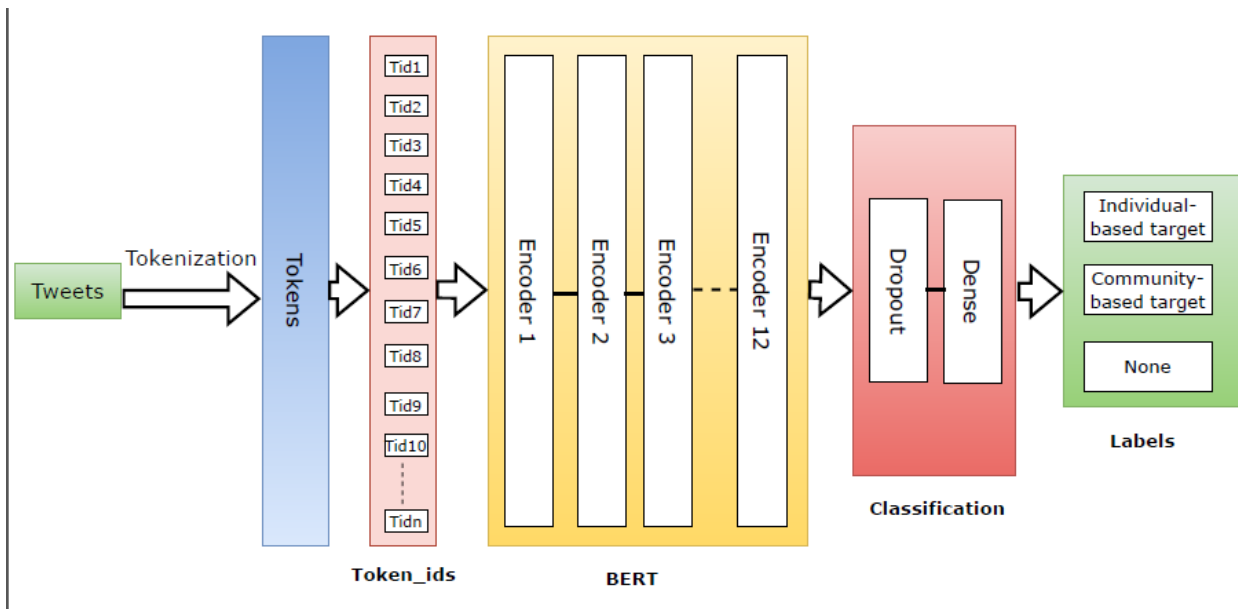 Tweets
Tokenization
Tokens
Tid1
Tid2
Tid3
Tid4
Tid5
Tid6
Tid7
Tid8
Tid9
Tid10
Tidn
Token_ids
Encoder 1
Encoder 2
Encoder 3
Encoder 12
BERT
Dropout
Dense
Classification
Individual-
based target
Community-
based target
None
Labels